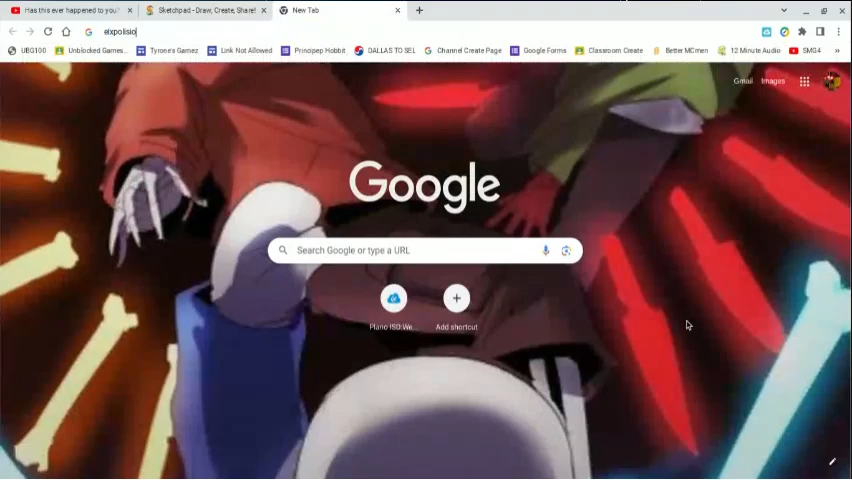 Has this ever happened to you?
Sketchpad - Draw, Create, Share!
New Tab
eixpolisio
UBG100
Unblocked Games...
Tyrone's Gamez
Link Not Allowed
Principep Hobbit
DALLAS TO SEL
Channel Create Page
Google Forms
Classroom Create
Better MCmen
12 Minute Audio
SMG4
Gmail
Images
Google
Search Google or type a URL
Plano ISD:We...
Add shortcut